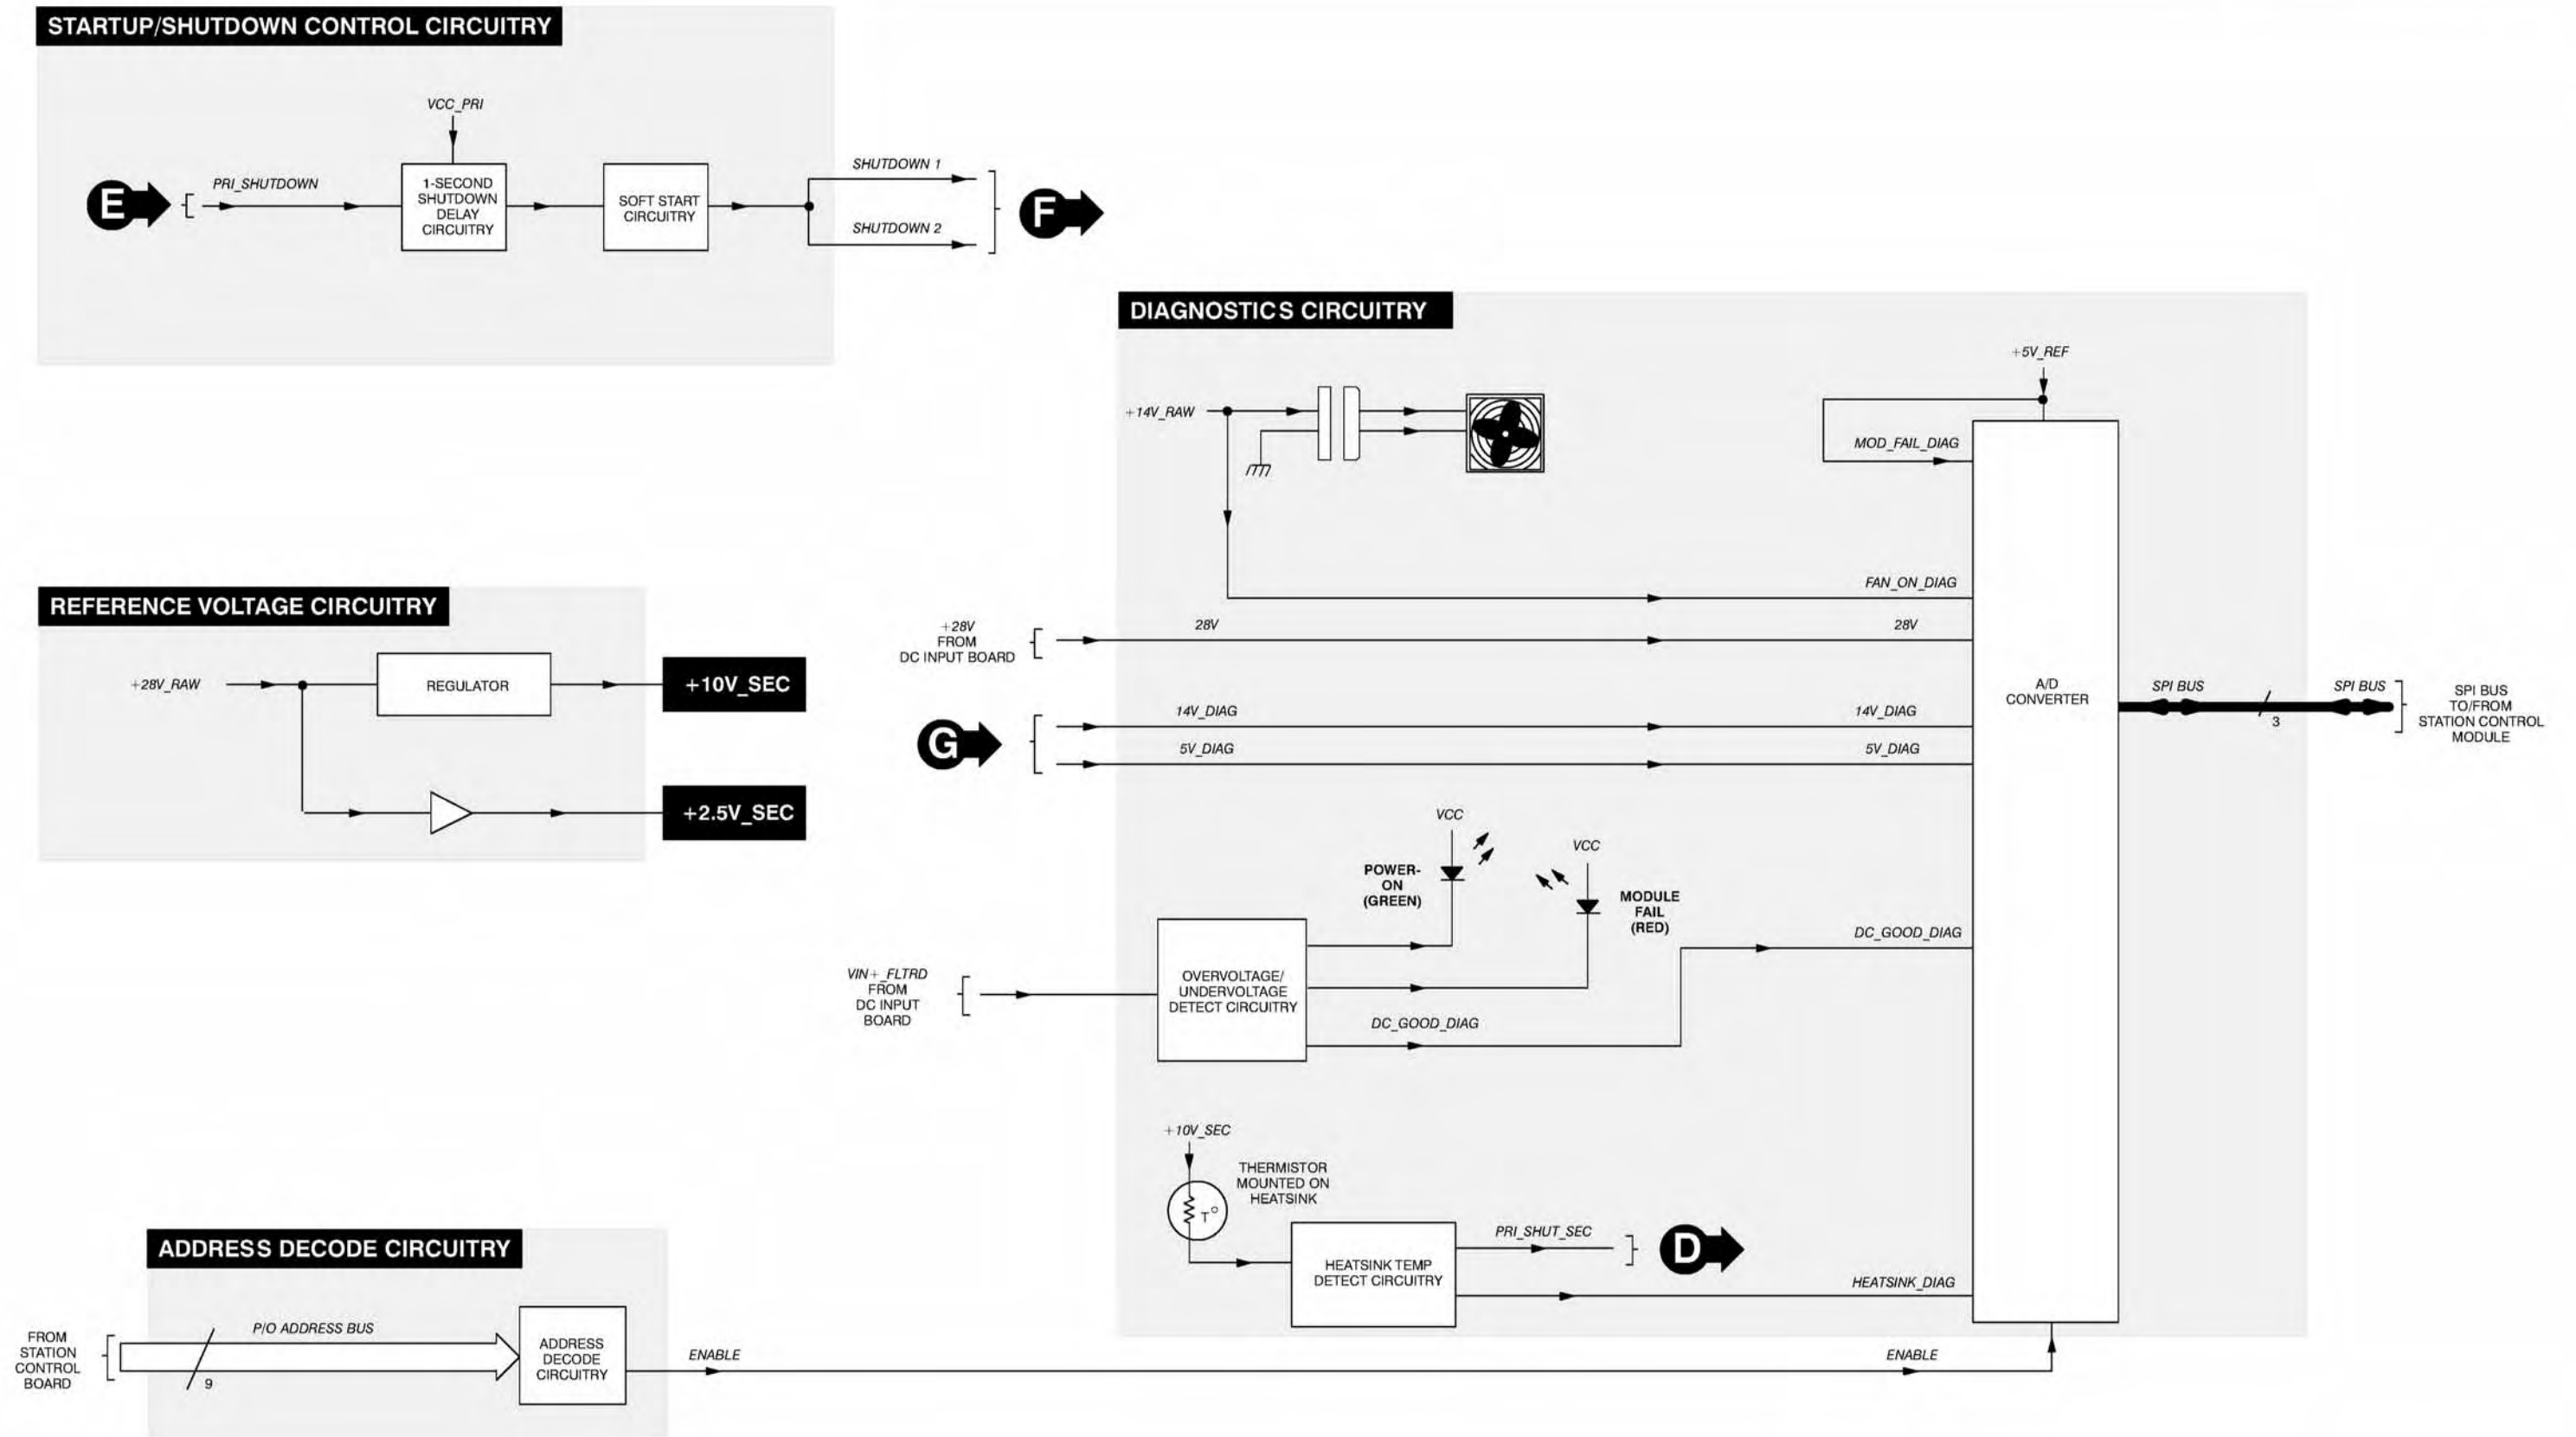 STARTUP/SHUTDOWN CONTROL CIRCUITRY
VCC_PRI
E
PRI_SHUTDOWN
1-SECOND
SHUTDOWN
DELAY
CIRCUITRY
SOFT START
CIRCUITRY
SHUTDOWN 1
SHUTDOWN 2
F
DIAGNOSTICS CIRCUITRY
+14V_RAW
+5V_REF
MOD_FAIL_DIAG
FAN_ON_DIAG
+28V
FROM
DC INPUT BOARD
28V
28V
G
14V_DIAG
14V_DIAG
5V_DIAG
5V_DIAG
A/D
CONVERTER
SPI BUS
3
SPI BUS
SPI BUS
TO/FROM
STATION CONTROL
MODULE
VCC
POWER-
ON
(GREEN)
VCC
MODULE
FAIL
(RED)
VIN+_FLTRD
FROM
DC INPUT
BOARD
OVERVOLTAGE/
UNDERVOLTAGE
DETECT CIRCUITRY
DC_GOOD_DIAG
DC_GOOD_DIAG
+10V_SEC
THERMISTOR
MOUNTED ON
HEATSINK
T°
HEATSINK TEMP
DETECT CIRCUITRY
PRI_SHUT_SEC
D
HEATSINK_DIAG
REFERENCE VOLTAGE CIRCUITRY
+28V_RAW
REGULATOR
+10V_SEC
+2.5V_SEC
ADDRESS DECODE CIRCUITRY
FROM
STATION
CONTROL
BOARD
P/O ADDRESS BUS
9
ADDRESS
DECODE
CIRCUITRY
ENABLE
ENABLE